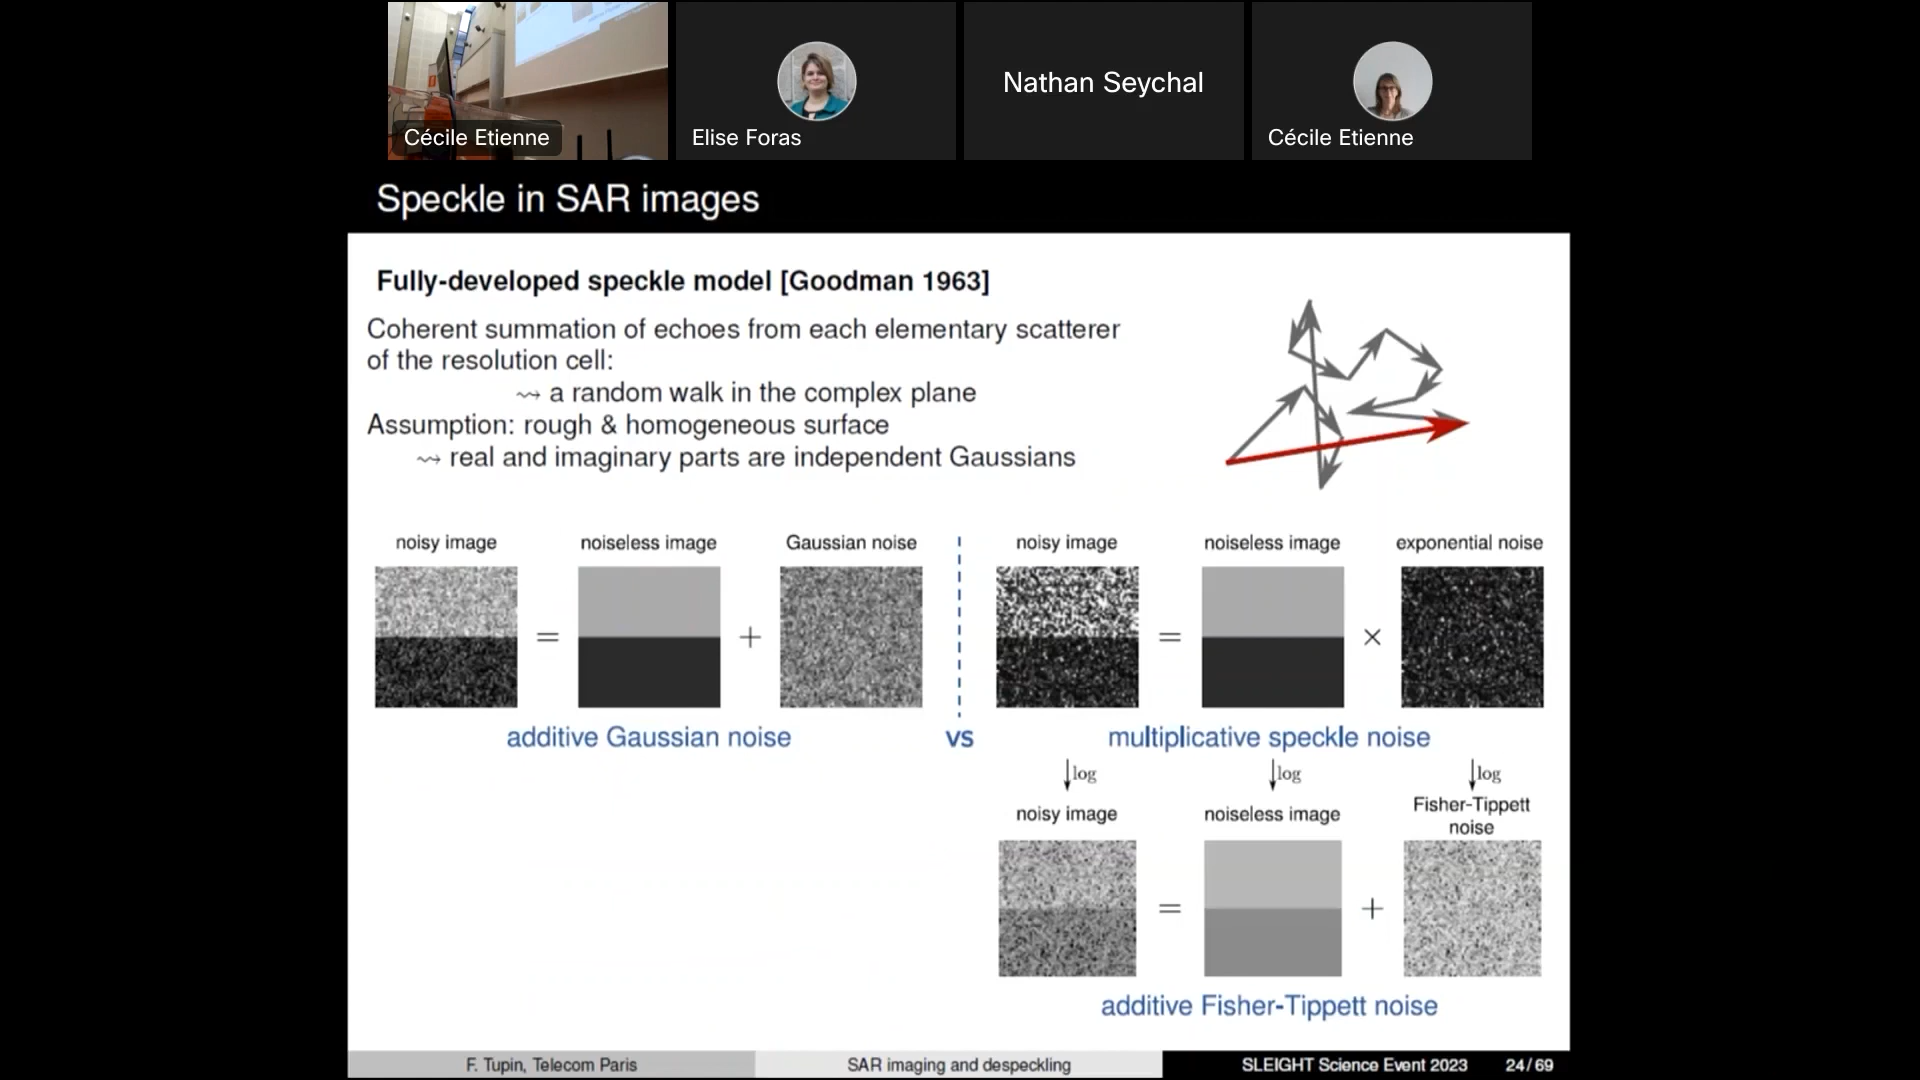 Cécile Etienne
Elise Foras
Nathan Seychal
Cécile Etienne
Speckle in SAR images
Fully-developed speckle model [Goodman 1963]
Coherent summation of echoes from each elementary scatterer
of the resolution cell:
⇝ a random walk in the complex plane
Assumption: rough & homogeneous surface
⇝ real and imaginary parts are independent Gaussians
noisy image
noiseless image
Gaussian noise
=
+
additive Gaussian noise
vs
noisy image
noiseless image
exponential noise
=
×
multiplicative speckle noise
↓log
↓log
↓log
noisy image
noiseless image
Fisher-Tippett
noise
=
+
additive Fisher-Tippett noise
F. Tupin, Telecom Paris
SAR imaging and despeckling
SLEIGHT Science Event 2023
24/69